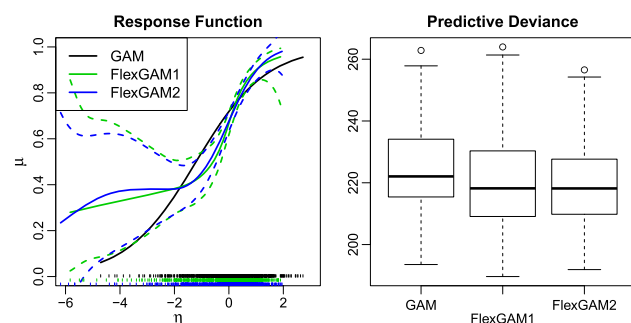 Response Function
1.0
0.8
0.6
0.4
0.2
0.0
μ
GAM
FlexGAM1
FlexGAM2
-6 -4 -2 0 2
η
Predictive Deviance
260
240
220
200
GAM
FlexGAM1
FlexGAM2